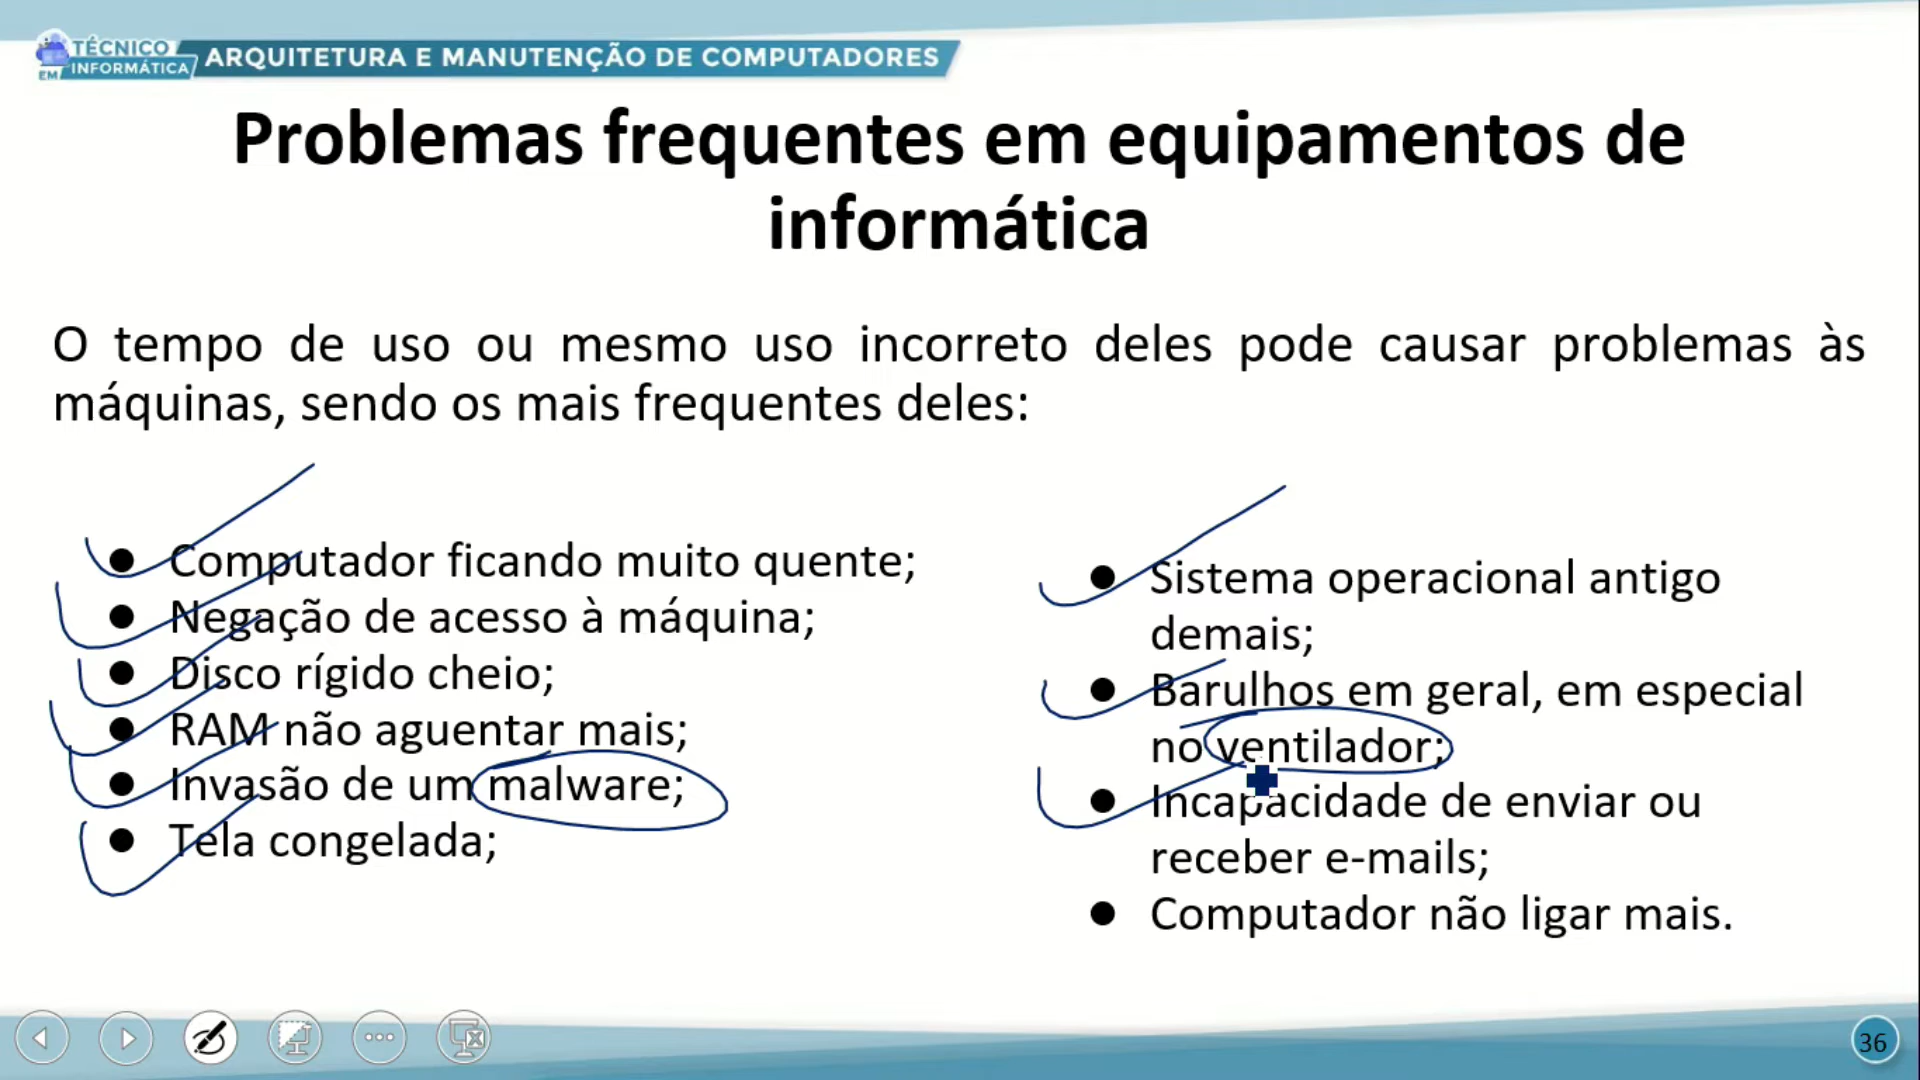 TÉCNICO
EM INFORMÁTICA
ARQUITETURA E MANUTENÇÃO DE COMPUTADORES
Problemas frequentes em equipamentos de
informática
O tempo de uso ou mesmo uso incorreto deles pode causar problemas às
máquinas, sendo os mais frequentes deles:
● Computador ficando muito quente;
● Negação de acesso à máquina;
● Disco rígido cheio;
● RAM não aguentar mais;
● Invasão de um malware;
● Tela congelada;
● Sistema operacional antigo
demais;
● Barulhos em geral, em especial
no ventilador;
● Incapacidade de enviar ou
receber e-mails;
● Computador não ligar mais.
36